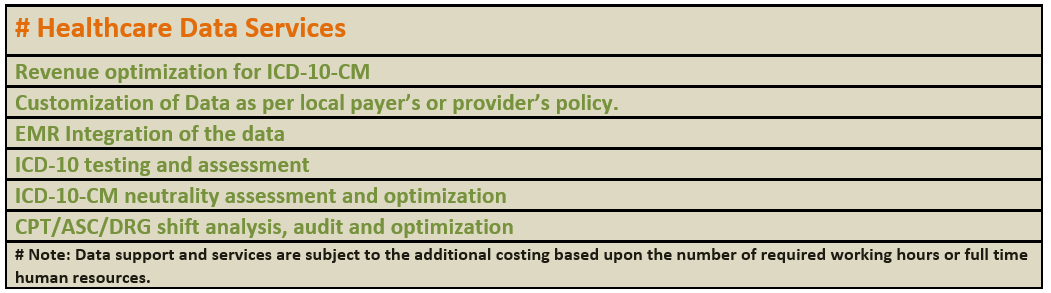 # Healthcare Data Services
Revenue optimization for ICD-10-CM
Customization of Data as per local payer’s or provider’s policy.
EMR Integration of the data
ICD-10 testing and assessment
ICD-10-CM neutrality assessment and optimization
CPT/ASC/DRG shift analysis, audit and optimization
# Note: Data support and services are subject to the additional costing based upon the number of required working hours or full time
human resources.